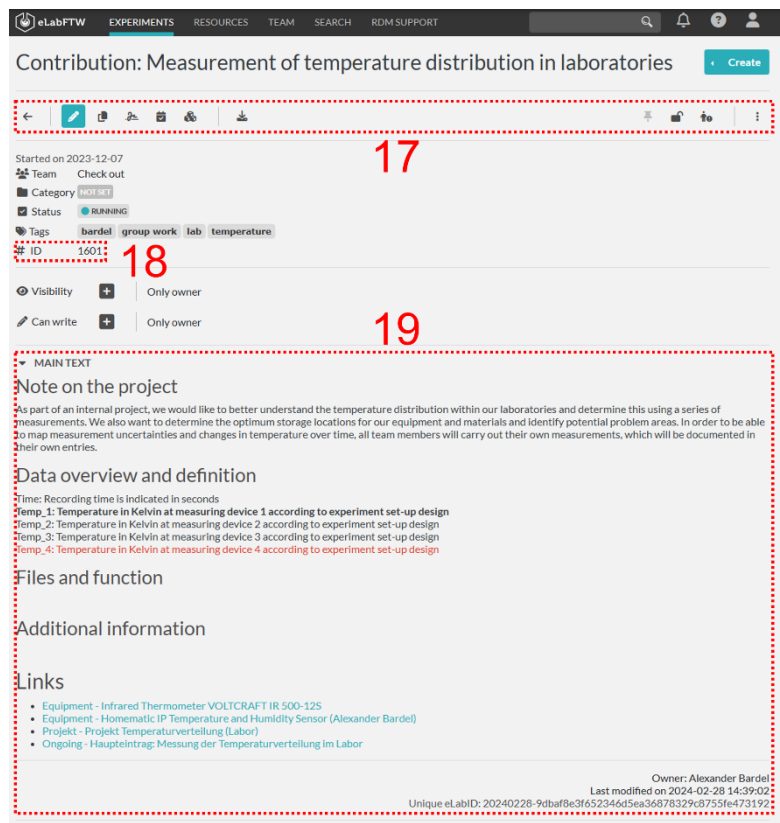 eLabFTW EXPERIMENTS RESOURCES TEAM SEARCH RDM SUPPORT
Contribution: Measurement of temperature distribution in laboratories
Create
17
Started on 2023-12-07
Team Check out
Category NOT SET
Status RUNNING
Tags bardel group work lab temperature
# ID 1601
18
Visibility Only owner
Can write Only owner
19
MAIN TEXT
Note on the project
As part of an internal project, we would like to better understand the temperature distribution within our laboratories and determine this using a series of
measurements. We also want to determine the optimum storage locations for our equipment and materials and identify potential problem areas. In order to be able
to map measurement uncertainties and changes in temperature over time, all team members will carry out their own measurements, which will be documented in
their own entries.
Data overview and definition
Time: Recording time is indicated in seconds
Temp_1: Temperature in Kelvin at measuring device 1 according to experiment set-up design
Temp_2: Temperature in Kelvin at measuring device 2 according to experiment set-up design
Temp_3: Temperature in Kelvin at measuring device 3 according to experiment set-up design
Temp_4: Temperature in Kelvin at measuring device 4 according to experiment set-up design
Files and function
Additional information
Links
Equipment - Infrared Thermometer VOLTCRAFT IR 500-12S
Equipment - Homematic IP Temperature and Humidity Sensor (Alexander Bardel)
Projekt - Projekt Temperaturverteilung (Labor)
Ongoing - Haupteintrag: Messung der Temperaturverteilung im Labor
Owner: Alexander Bardel
Last modified on 2024-02-28 14:39:02
Unique eLabID: 20240228-9dbaf8e3f652346d5ea36878329c8755fe473192